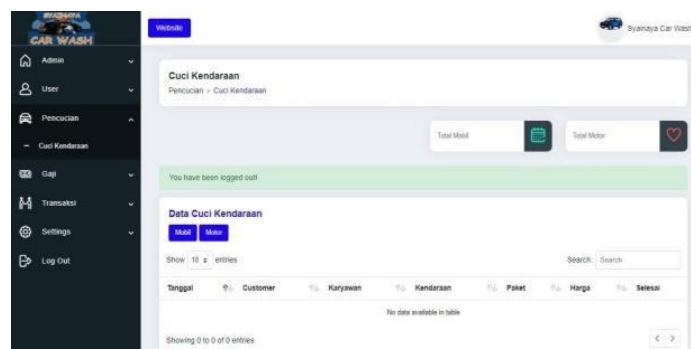 SYAINAYA
CAR WASH
Website
Syainaya Car Wash
Admin
User
Pencucian
Cuci Kendaraan
Gaji
Transaksi
Settings
Log Out
Cuci Kendaraan
Pencucian > Cuci Kendaraan
Total Mobil
Total Motor
You have been logged out!
Data Cuci Kendaraan
Mobil Motor
Show 10 entries
Search: Search
Tanggal Customer Karyawan Kendaraan Paket Harga Selesai
No data available in table
Showing 0 to 0 of 0 entries